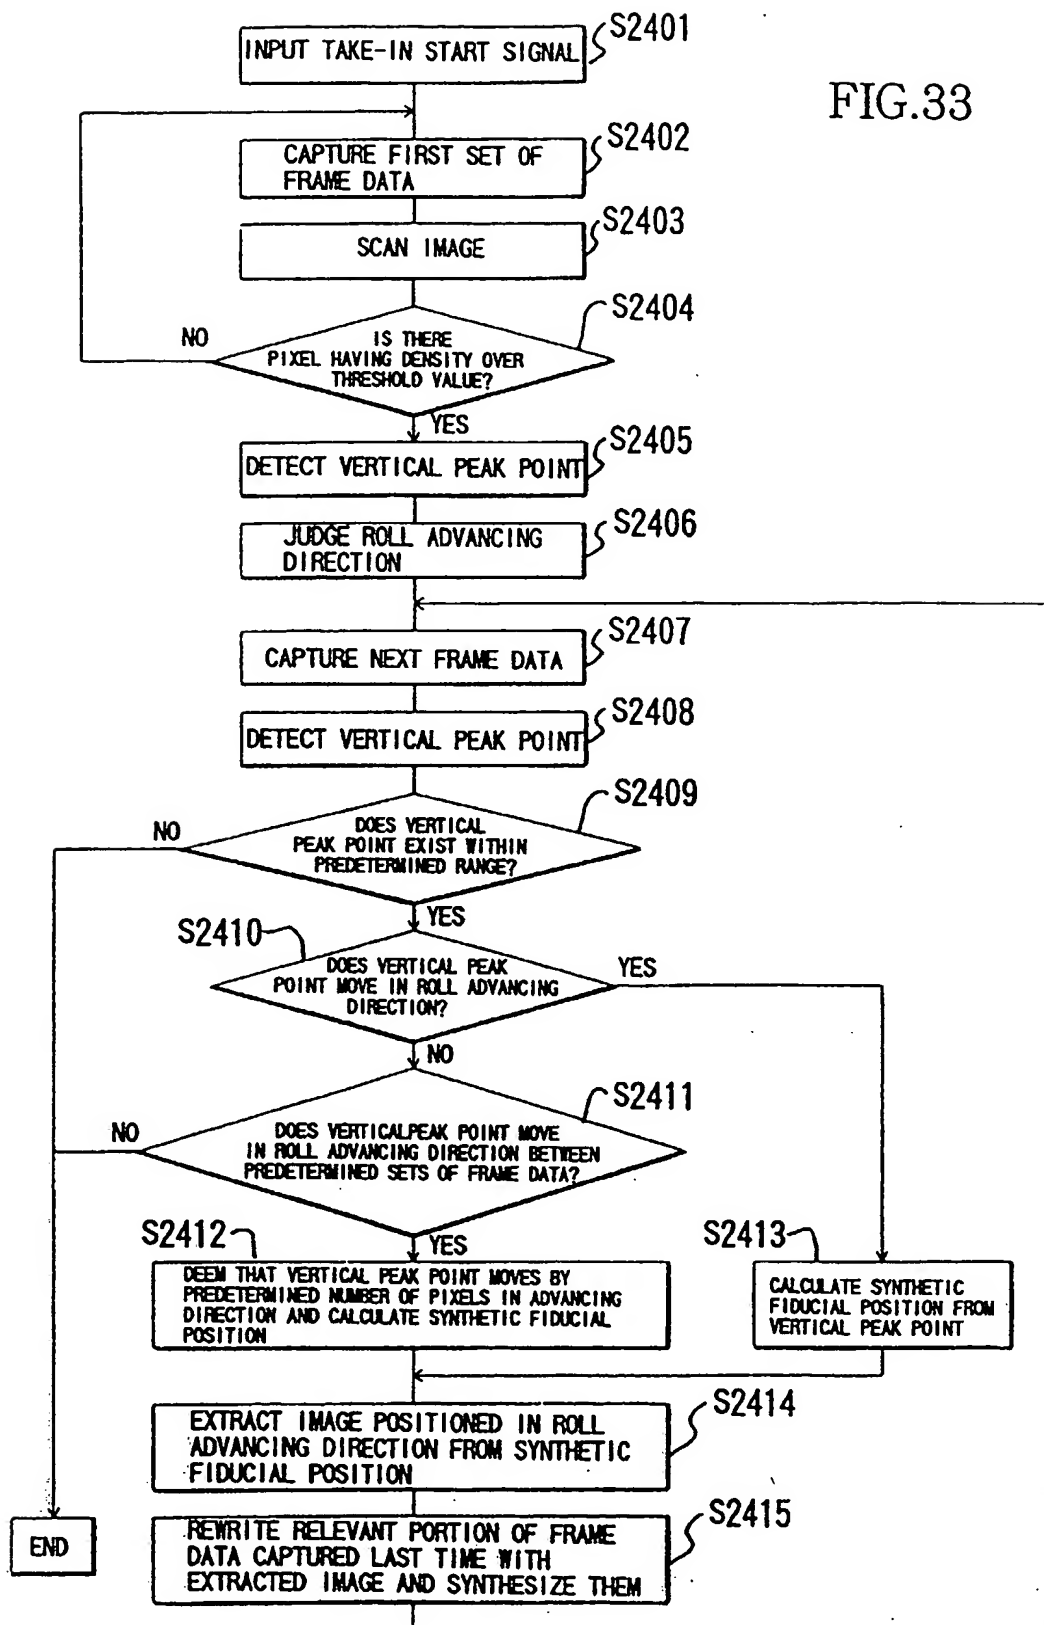 INPUT TAKE-IN START SIGNAL
S2401
FIG.33
CAPTURE FIRST SET OF
FRAME DATA
S2402
SCAN IMAGE
S2403
IS THERE
PIXEL HAVING DENSITY OVER
THRESHOLD VALUE?
S2404
NO
YES
DETECT VERTICAL PEAK POINT
S2405
JUDGE ROLL ADVANCING
DIRECTION
S2406
CAPTURE NEXT FRAME DATA
S2407
DETECT VERTICAL PEAK POINT
S2408
DOES VERTICAL
PEAK POINT EXIST WITHIN
PREDETERMINED RANGE?
S2409
NO
YES
S2410
DOES VERTICAL PEAK
POINT MOVE IN ROLL ADVANCING
DIRECTION?
YES
NO
S2411
DOES VERTICALPEAK POINT MOVE
IN ROLL ADVANCING DIRECTION BETWEEN
PREDETERMINED SETS OF FRAME DATA?
NO
YES
S2412
DEEM THAT VERTICAL PEAK POINT MOVES BY
PREDETERMINED NUMBER OF PIXELS IN ADVANCING
DIRECTION AND CALCULATE SYNTHETIC FIDUCIAL
POSITION
S2413
CALCULATE SYNTHETIC
FIDUCIAL POSITION FROM
VERTICAL PEAK POINT
EXTRACT IMAGE POSITIONED IN ROLL
ADVANCING DIRECTION FROM SYNTHETIC
FIDUCIAL POSITION
S2414
REWRITE RELEVANT PORTION OF FRAME
DATA CAPTURED LAST TIME WITH
EXTRACTED IMAGE AND SYNTHESIZE THEM
S2415
END